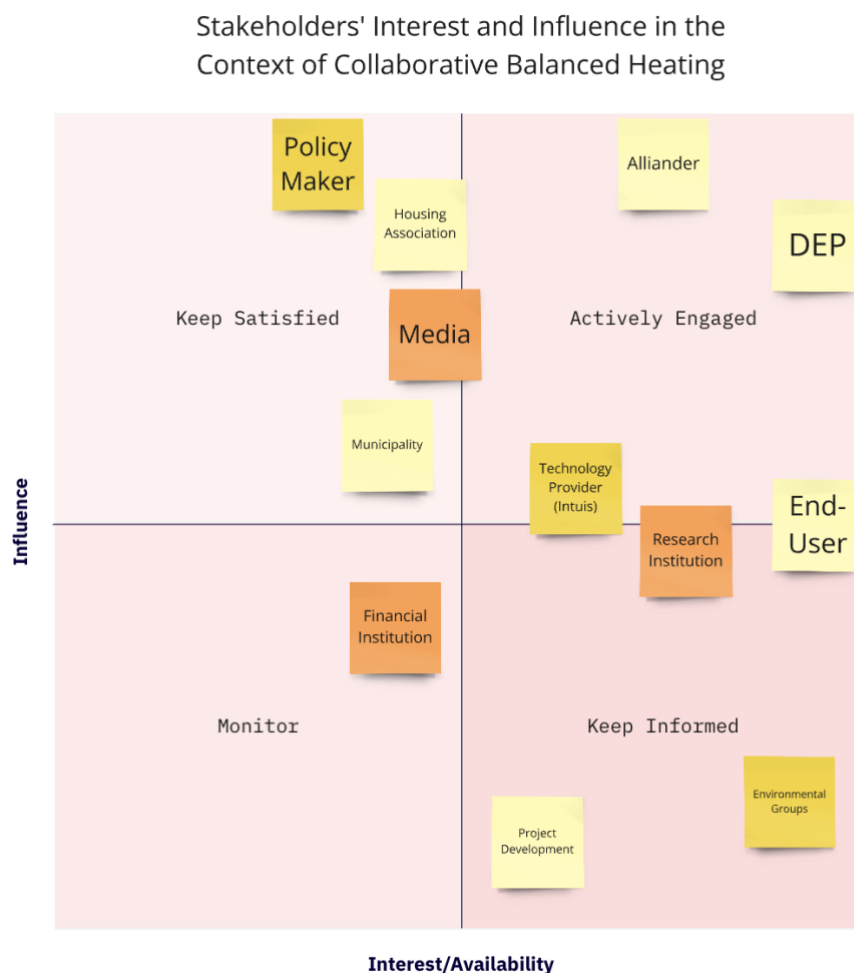 Stakeholders' Interest and Influence in the
Context of Collaborative Balanced Heating
Policy
Maker
Alliander
Housing
Association
DEP
Keep Satisfied
Media
Actively Engaged
Municipality
Technology
Provider
(Intuis)
End-
User
Influence
Research
Institution
Financial
Institution
Monitor
Keep Informed
Environmental
Groups
Project
Development
Interest/Availability